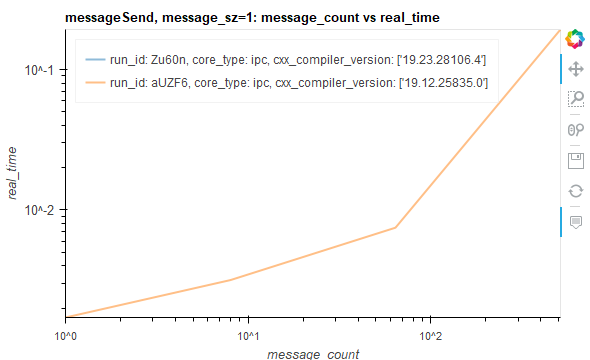 messageSend, message_sz=1: message_count vs real_time
run_id: Zu60n, core_type: ipc, cxx_compiler_version: ['19.23.28106.4']
run_id: aUZF6, core_type: ipc, cxx_compiler_version: ['19.12.25835.0']
10^-1
real_time
10^-2
10^0
10^1
10^2
message_count